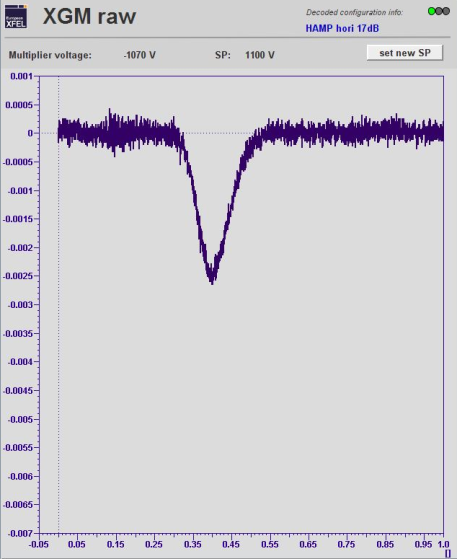 European
XFEL
XGM raw
Decoded configuration info:
HAMP hori 17dB
Multiplier voltage: -1070 V SP: 1100 V set new SP
0.001
0.0005
0
-0.0005
-0.001
-0.0015
-0.002
-0.0025
-0.003
-0.0035
-0.004
-0.0045
-0.005
-0.0055
-0.006
-0.0065
-0.007
-0.05 0.05 0.15 0.25 0.35 0.45 0.55 0.65 0.75 0.85 0.95 1.0
[]